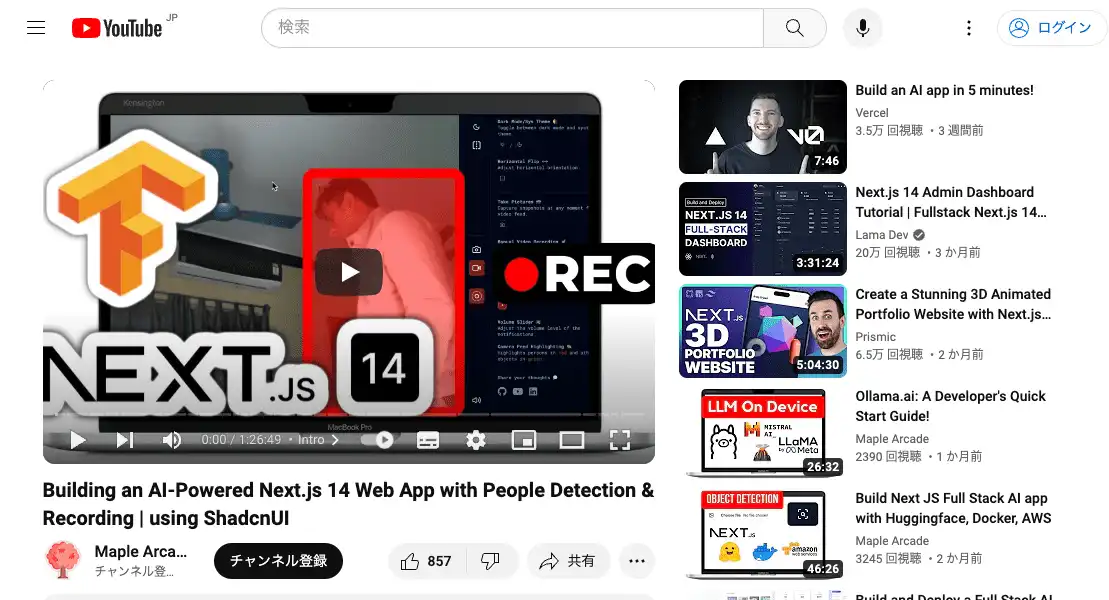 YouTube JP
検索
ログイン
Kensington
Dark Mode/Sys Theme
Toggle between dark mode and system theme.
Horizontal Flip
Adjust horizontal orientation.
Take Pictures
Capture snapshots at any moment from the video feed.
Manual Video Recording
REC
Volume Slider
Adjust the volume level of the notifications.
Camera Feed Highlighting
Highlights persons in red and other objects in green.
Share your thoughts
NEXT.JS
14
MacBook Pro
0:00 / 1:26:49 • Intro
Building an AI-Powered Next.js 14 Web App with People Detection &
Recording | using ShadcnUI
Maple Arca...
チャンネル登...
チャンネル登録
857
共有
7:46
Build an AI app in 5 minutes!
Vercel
3.5万 回視聴 ・3 週間前
Build and Deploy
NEXT.JS 14
FULL-STACK
DASHBOARD
3:31:24
Next.js 14 Admin Dashboard
Tutorial | Fullstack Next.js 14...
Lama Dev
20万 回視聴 ・3 か月前
NEXT.JS
3D
PORTFOLIO
WEBSITE
5:04:30
Create a Stunning 3D Animated
Portfolio Website with Next.js...
Prismic
6.5万 回視聴 ・2 か月前
LLM On Device
MISTRAL
AI_
LLaMA
by Meta
26:32
Ollama.ai: A Developer's Quick
Start Guide!
Maple Arcade
2390 回視聴 ・1 か月前
OBJECT DETECTION
NEXT.JS
amazon
web services
46:26
Build Next JS Full Stack AI app
with Huggingface, Docker, AWS
Maple Arcade
3245 回視聴 ・2 か月前
Build and Deploy a Full Stack AI